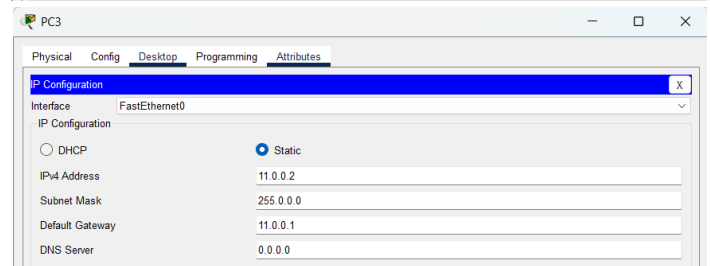 PC3
Physical Config Desktop Programming Attributes
IP Configuration X
Interface FastEthernet0
IP Configuration
DHCP Static
IPv4 Address 11.0.0.2
Subnet Mask 255.0.0.0
Default Gateway 11.0.0.1
DNS Server 0.0.0.0